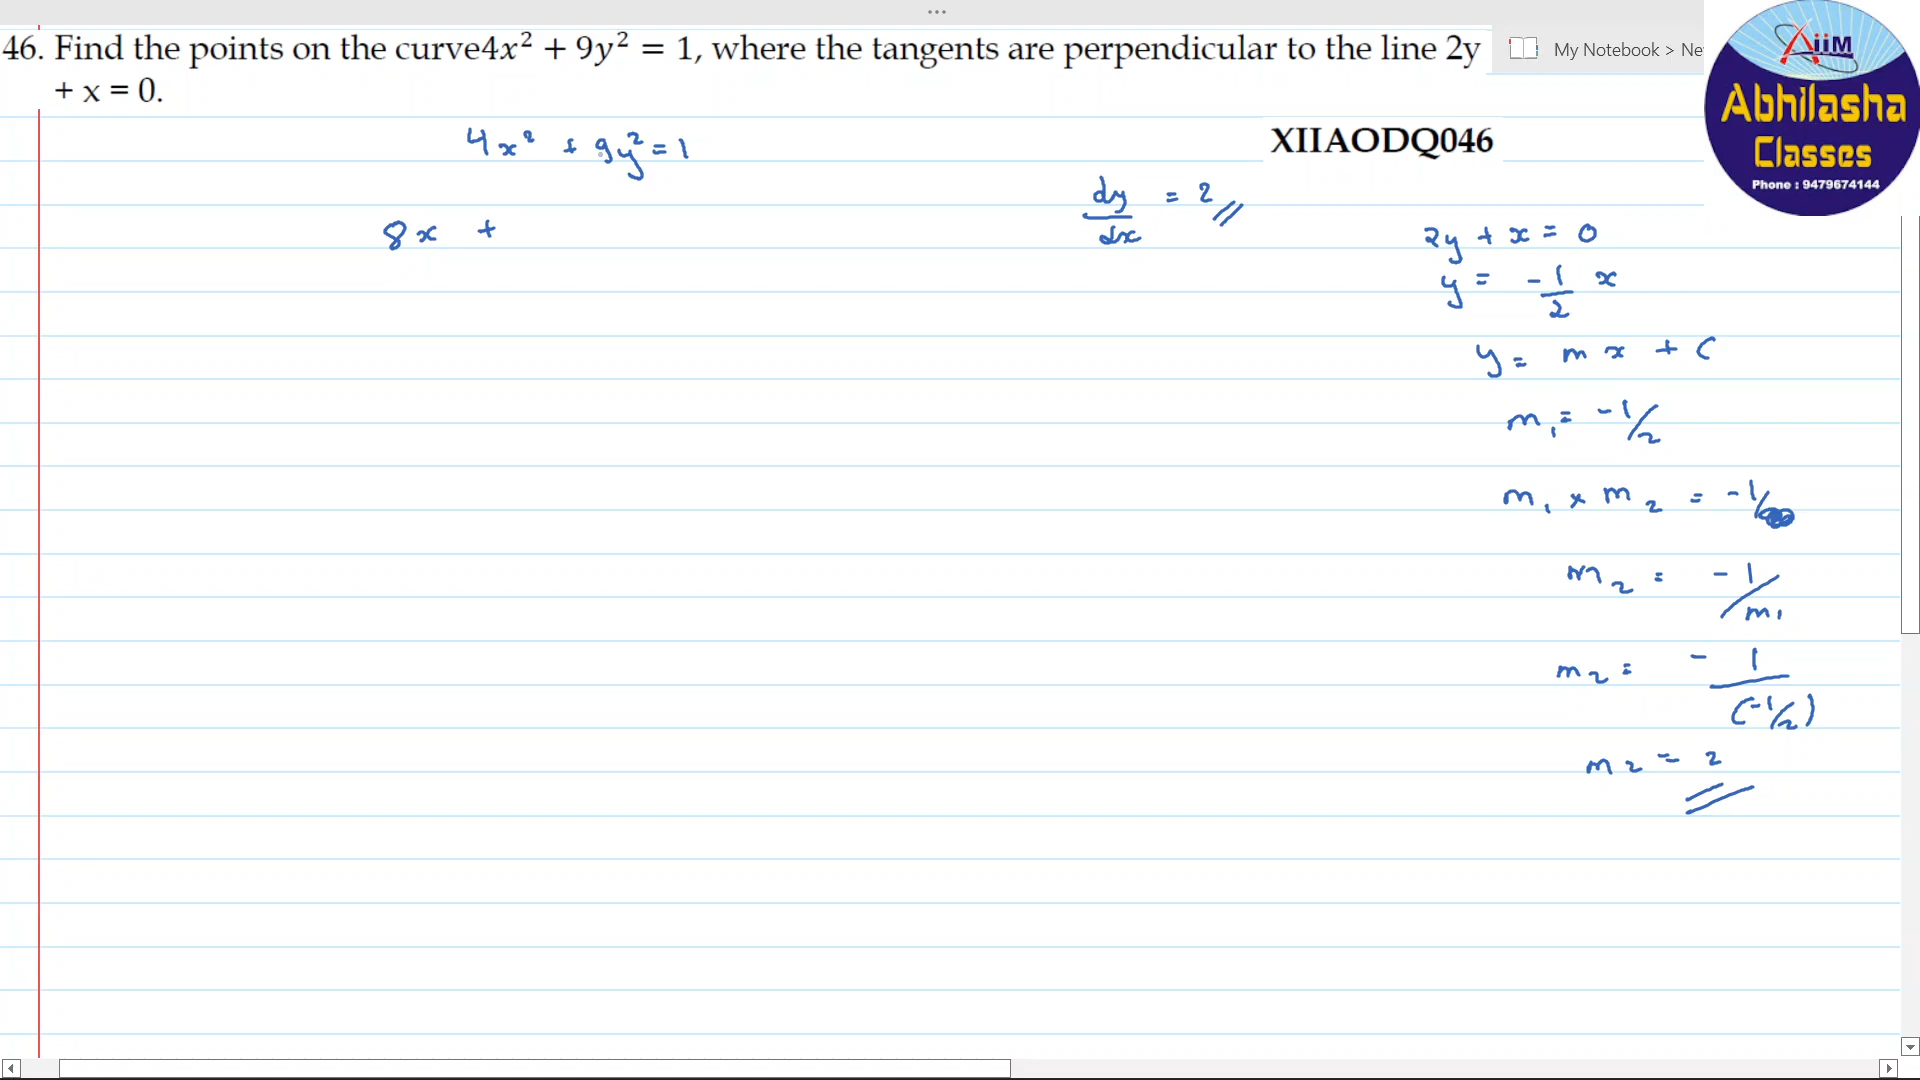 46. Find the points on the curve4x² + 9y² = 1, where the tangents are perpendicular to the line 2y
+ x = 0.
My Notebook > Ne
AiiM
Abhilasha
Classes
Phone : 9479674144
XIIAODQ046
4x² + 9y² = 1
8x +
dy/dx = 2
2y + x = 0
y = -1/2 x
y = mx + c
m₁ = -1/2
m₁ × m₂ = -1/
m₂ = -1/m₁
m₂ = -1/(-1/2)
m₂ = 2